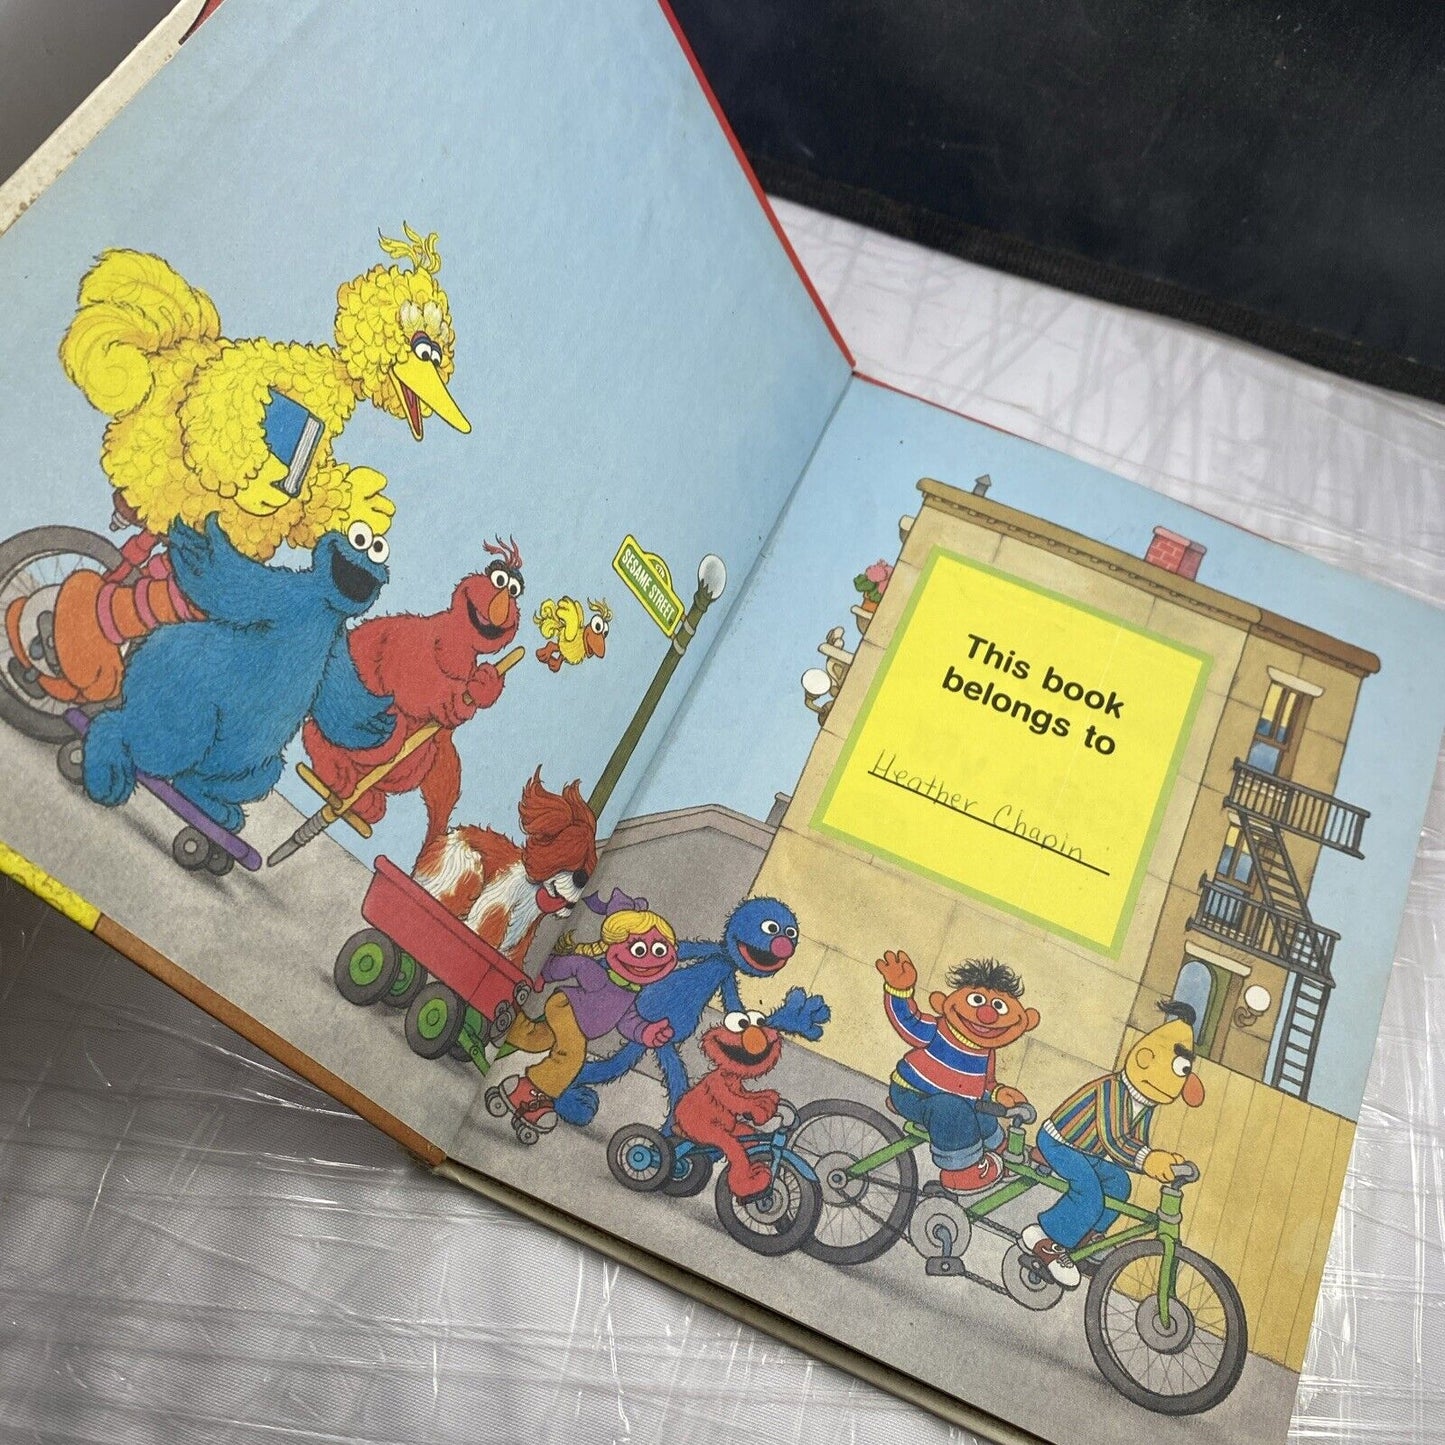 SESAME STREET
This book
belongs to
Heather Chapin